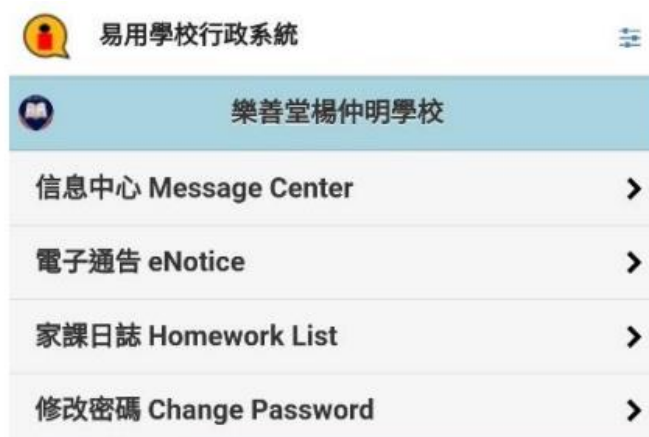 易用學校行政系統
樂善堂楊仲明學校
信息中心 Message Center
電子通告 eNotice
家課日誌 Homework List
修改密碼 Change Password